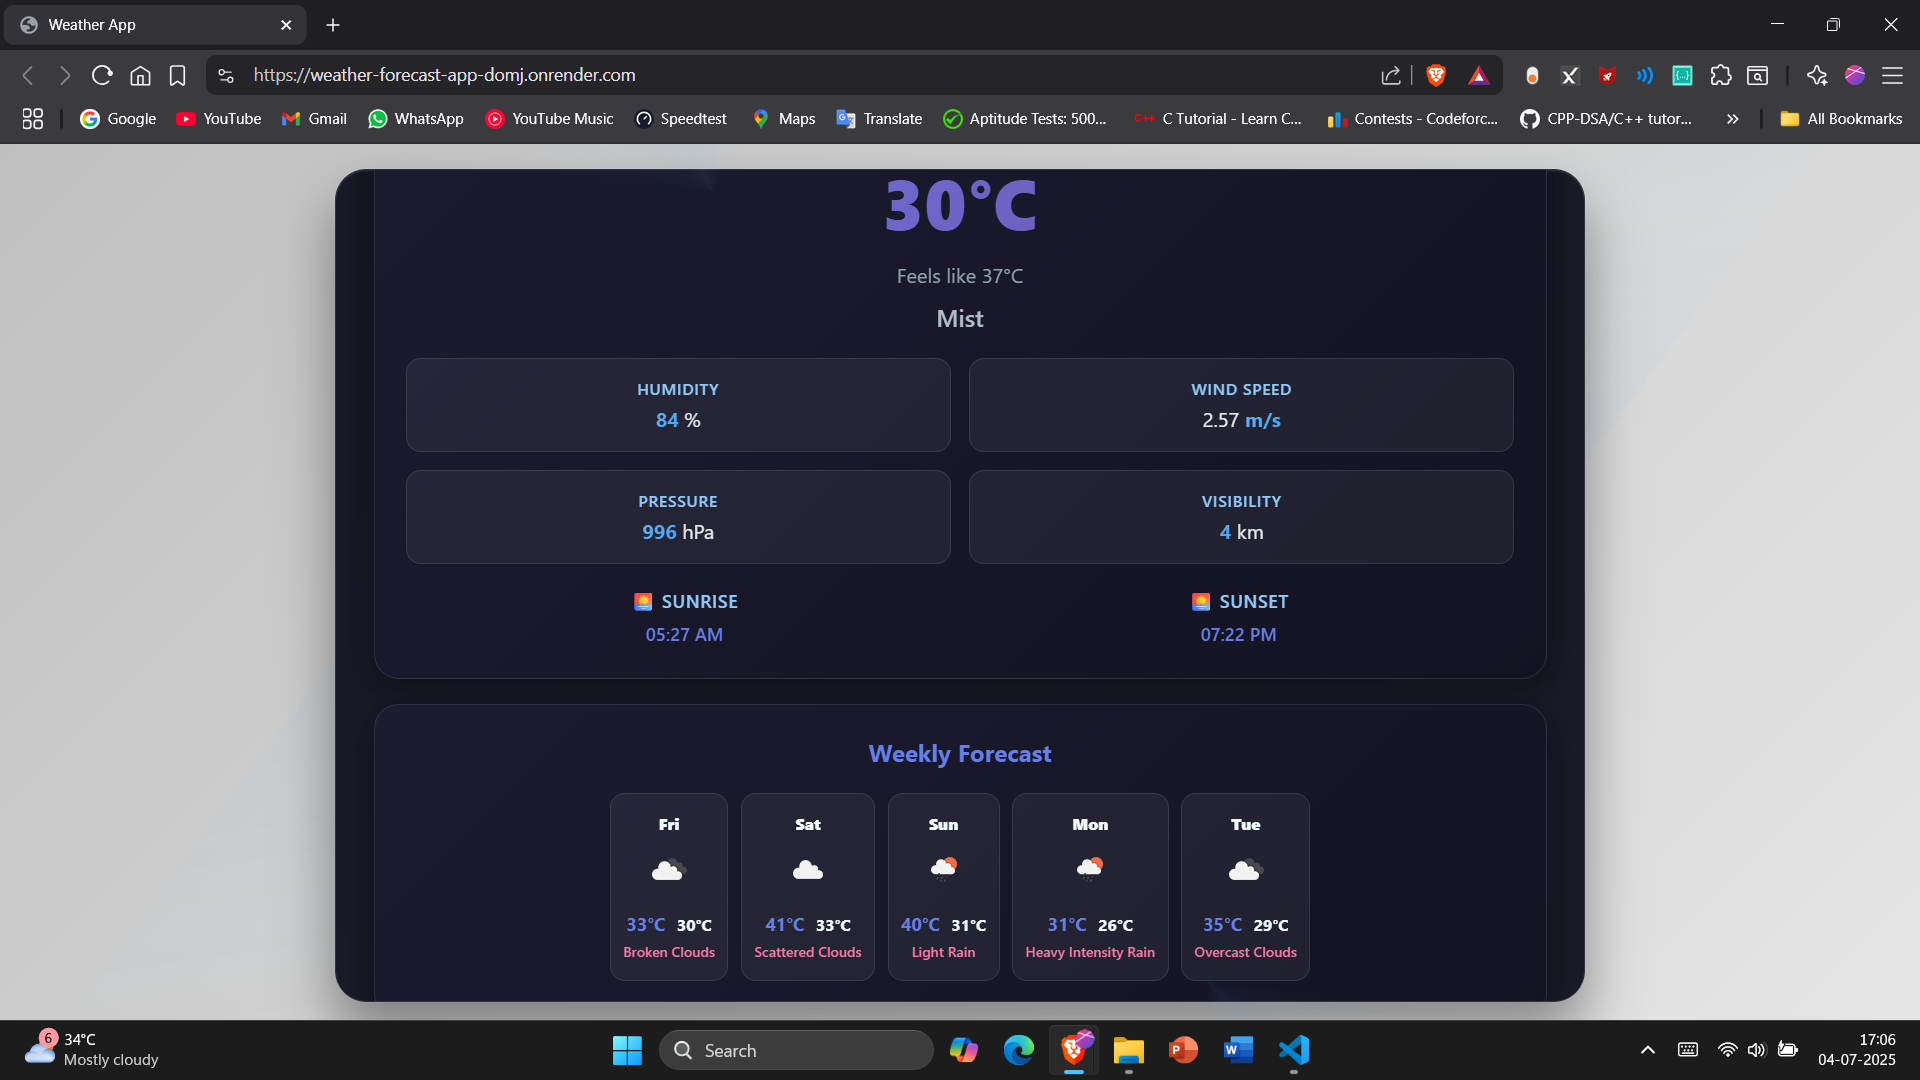 Weather App
https://weather-forecast-app-domj.onrender.com
Google YouTube Gmail WhatsApp YouTube Music Speedtest Maps Translate Aptitude Tests: 500... C Tutorial - Learn C... Contests - Codeforc... CPP-DSA/C++ tutor... All Bookmarks
30°C
Feels like 37°C
Mist
HUMIDITY
84 %
WIND SPEED
2.57 m/s
PRESSURE
996 hPa
VISIBILITY
4 km
SUNRISE
05:27 AM
SUNSET
07:22 PM
Weekly Forecast
Fri
33°C 30°C
Broken Clouds
Sat
41°C 33°C
Scattered Clouds
Sun
40°C 31°C
Light Rain
Mon
31°C 26°C
Heavy Intensity Rain
Tue
35°C 29°C
Overcast Clouds
6
34°C
Mostly cloudy
Search
17:06
04-07-2025